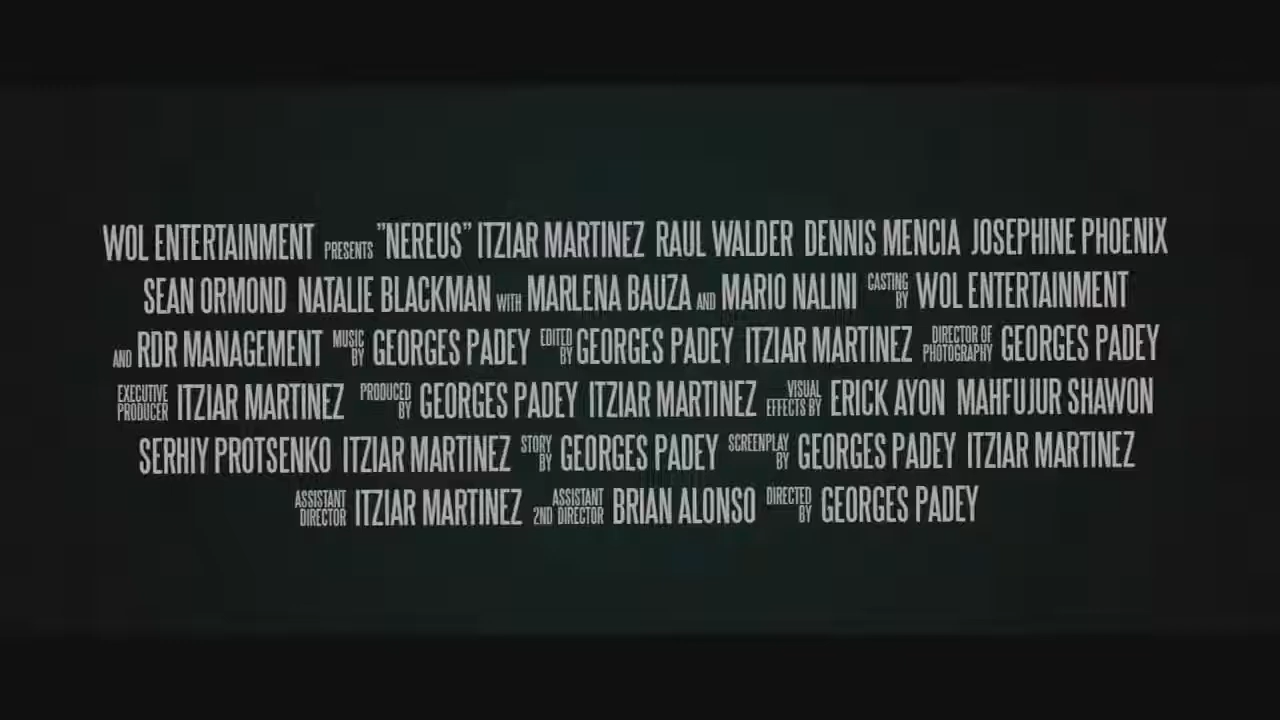 WOL ENTERTAINMENT PRESENTS "NEREUS" ITZIAR MARTINEZ RAUL WALDER DENNIS MENCIA JOSEPHINE PHOENIX
SEAN ORMOND NATALIE BLACKMAN WITH MARLENA BAUZA AND MARIO NALINI CASTING BY WOL ENTERTAINMENT
AND RDR MANAGEMENT MUSIC BY GEORGES PADEY EDITED BY GEORGES PADEY ITZIAR MARTINEZ DIRECTOR OF PHOTOGRAPHY GEORGES PADEY
EXECUTIVE PRODUCER ITZIAR MARTINEZ PRODUCED BY GEORGES PADEY ITZIAR MARTINEZ VISUAL EFFECTS BY ERICK AYON MAHFUJUR SHAWON
SERHIY PROTSENKO ITZIAR MARTINEZ STORY BY GEORGES PADEY SCREENPLAY BY GEORGES PADEY ITZIAR MARTINEZ
ASSISTANT DIRECTOR ITZIAR MARTINEZ ASSISTANT 2ND DIRECTOR BRIAN ALONSO DIRECTED BY GEORGES PADEY